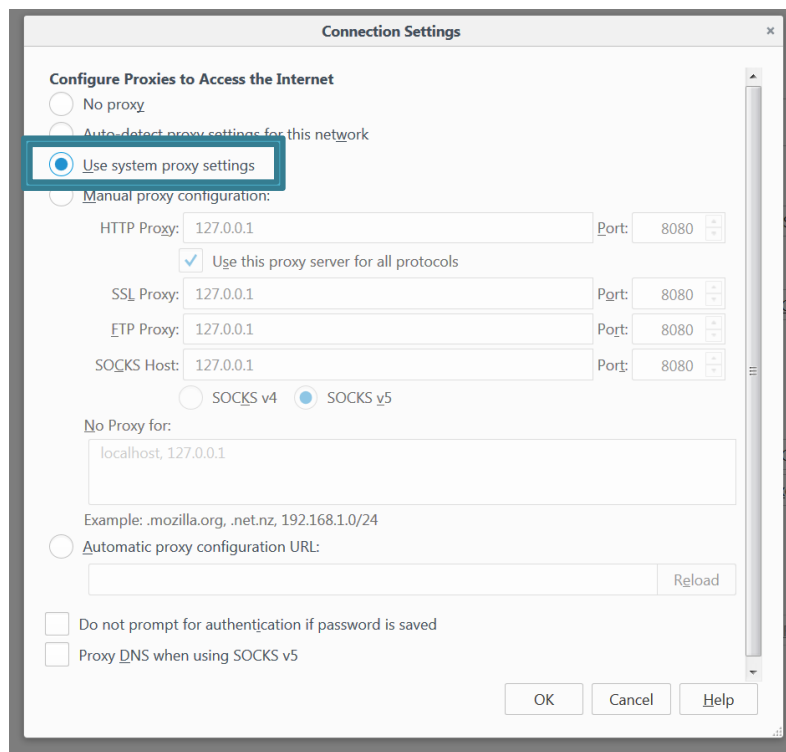 Connection Settings ×
Configure Proxies to Access the Internet
No proxy
Auto-detect proxy settings for this network
Use system proxy settings
Manual proxy configuration:
HTTP Proxy: 127.0.0.1 Port: 8080
Use this proxy server for all protocols
SSL Proxy: 127.0.0.1 Port: 8080
FTP Proxy: 127.0.0.1 Port: 8080
SOCKS Host: 127.0.0.1 Port: 8080
SOCKS v4 SOCKS v5
No Proxy for:
localhost, 127.0.0.1
Example: .mozilla.org, .net.nz, 192.168.1.0/24
Automatic proxy configuration URL:
Reload
Do not prompt for authentication if password is saved
Proxy DNS when using SOCKS v5
OK Cancel Help